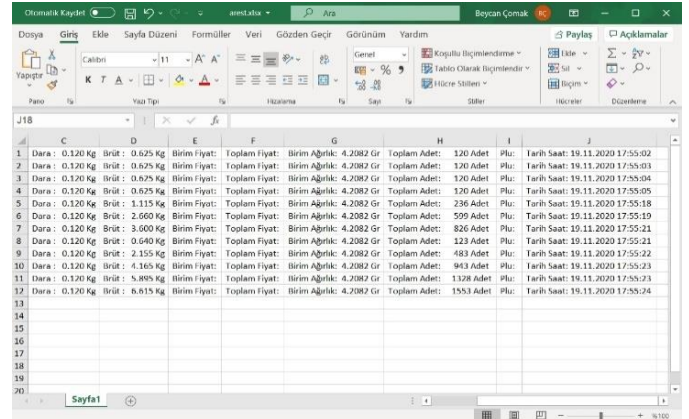 Otomatik Kaydet arest.xlsx Ara Beycan Çomak BÇ
Dosya Giriş Ekle Sayfa Düzeni Formüller Veri Gözden Geçir Görünüm Yardım Paylaş Açıklamalar
Yapıştır Calibri 11 A A Genel Koşullu Biçimlendirme Ekle
K T A A % Tablo Olarak Biçimlendir Sil
Hücre Stilleri Biçim
Pano Yazı Tipi Hizalama Sayı Stiller Hücreler Düzenleme
J18 fx
C D E F G H I J
1 Dara : 0.120 Kg Brüt : 0.625 Kg Birim Fiyat: Toplam Fiyat: Birim Ağırlık: 4.2082 Gr Toplam Adet: 120 Adet Plu: Tarih Saat: 19.11.2020 17:55:02
2 Dara : 0.120 Kg Brüt : 0.625 Kg Birim Fiyat: Toplam Fiyat: Birim Ağırlık: 4.2082 Gr Toplam Adet: 120 Adet Plu: Tarih Saat: 19.11.2020 17:55:03
3 Dara : 0.120 Kg Brüt : 0.625 Kg Birim Fiyat: Toplam Fiyat: Birim Ağırlık: 4.2082 Gr Toplam Adet: 120 Adet Plu: Tarih Saat: 19.11.2020 17:55:04
4 Dara : 0.120 Kg Brüt : 0.625 Kg Birim Fiyat: Toplam Fiyat: Birim Ağırlık: 4.2082 Gr Toplam Adet: 120 Adet Plu: Tarih Saat: 19.11.2020 17:55:05
5 Dara : 0.120 Kg Brüt : 1.115 Kg Birim Fiyat: Toplam Fiyat: Birim Ağırlık: 4.2082 Gr Toplam Adet: 236 Adet Plu: Tarih Saat: 19.11.2020 17:55:18
6 Dara : 0.120 Kg Brüt : 2.660 Kg Birim Fiyat: Toplam Fiyat: Birim Ağırlık: 4.2082 Gr Toplam Adet: 599 Adet Plu: Tarih Saat: 19.11.2020 17:55:19
7 Dara : 0.120 Kg Brüt : 3.600 Kg Birim Fiyat: Toplam Fiyat: Birim Ağırlık: 4.2082 Gr Toplam Adet: 826 Adet Plu: Tarih Saat: 19.11.2020 17:55:21
8 Dara : 0.120 Kg Brüt : 0.640 Kg Birim Fiyat: Toplam Fiyat: Birim Ağırlık: 4.2082 Gr Toplam Adet: 123 Adet Plu: Tarih Saat: 19.11.2020 17:55:21
9 Dara : 0.120 Kg Brüt : 2.155 Kg Birim Fiyat: Toplam Fiyat: Birim Ağırlık: 4.2082 Gr Toplam Adet: 483 Adet Plu: Tarih Saat: 19.11.2020 17:55:22
10 Dara : 0.120 Kg Brüt : 4.165 Kg Birim Fiyat: Toplam Fiyat: Birim Ağırlık: 4.2082 Gr Toplam Adet: 943 Adet Plu: Tarih Saat: 19.11.2020 17:55:23
11 Dara : 0.120 Kg Brüt : 5.895 Kg Birim Fiyat: Toplam Fiyat: Birim Ağırlık: 4.2082 Gr Toplam Adet: 1328 Adet Plu: Tarih Saat: 19.11.2020 17:55:23
12 Dara : 0.120 Kg Brüt : 6.615 Kg Birim Fiyat: Toplam Fiyat: Birim Ağırlık: 4.2082 Gr Toplam Adet: 1553 Adet Plu: Tarih Saat: 19.11.2020 17:55:24
13
14
15
16
17
18
19
20
Sayfa1
%100